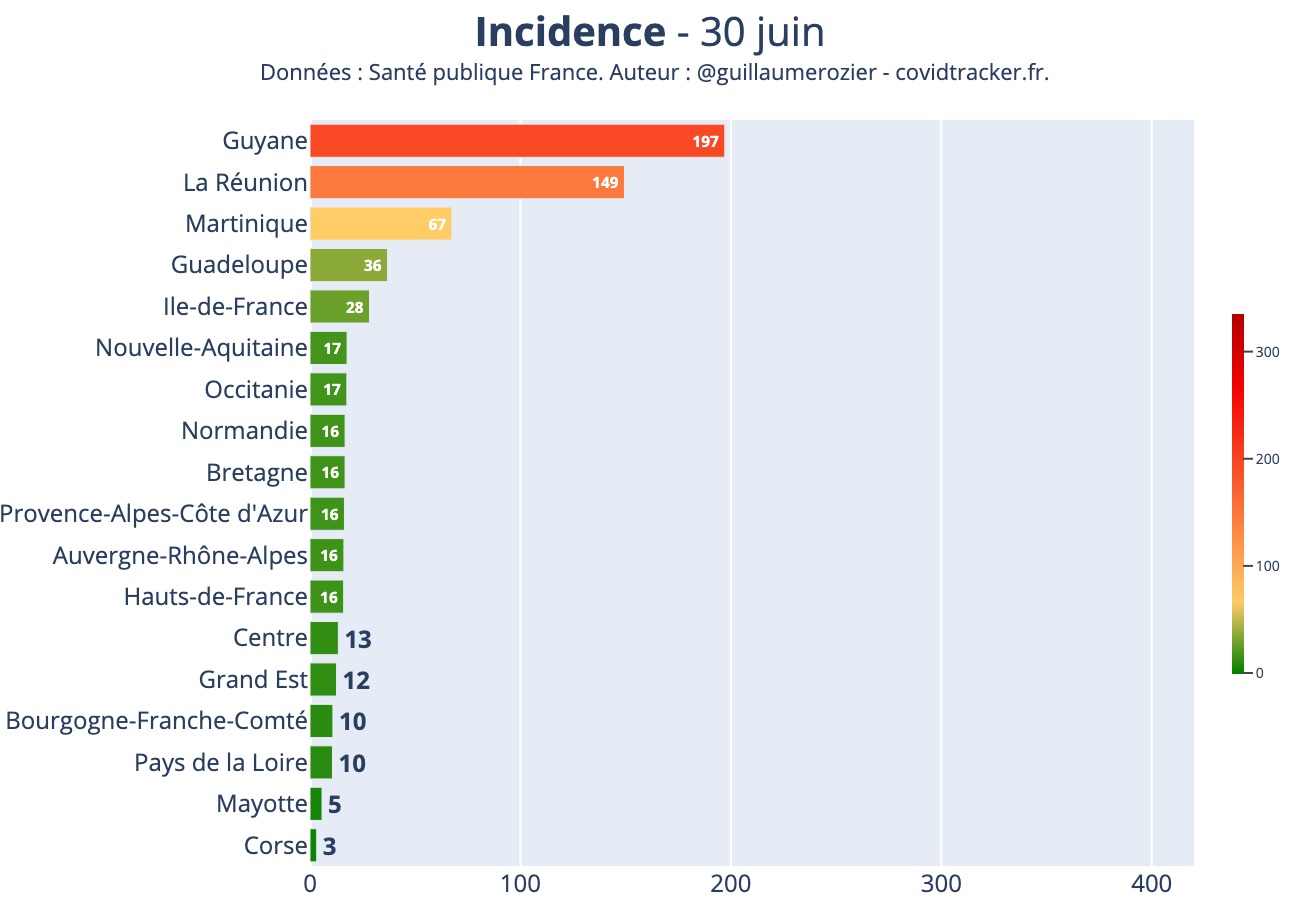 Incidence - 30 juin
Données : Santé publique France. Auteur : @guillaumerozier - covidtracker.fr.
Guyane 197
La Réunion 149
Martinique 67
Guadeloupe 36
Ile-de-France 28
Nouvelle-Aquitaine 17
Occitanie 17
Normandie 16
Bretagne 16
Provence-Alpes-Côte d'Azur 16
Auvergne-Rhône-Alpes 16
Hauts-de-France 16
Centre 13
Grand Est 12
Bourgogne-Franche-Comté 10
Pays de la Loire 10
Mayotte 5
Corse 3
0 100 200 300 400
300
200
100
0